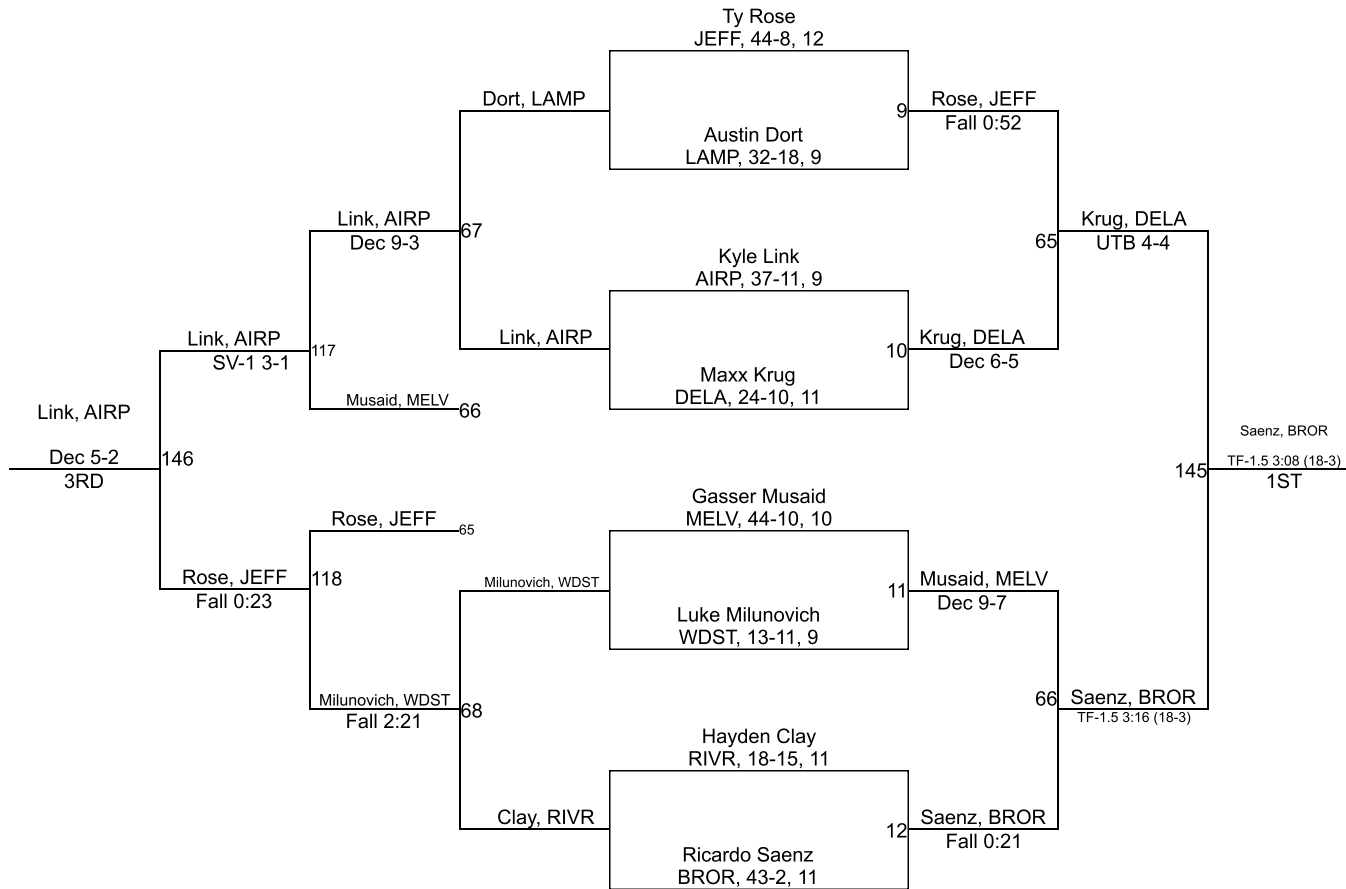 Ty Rose
JEFF, 44-8, 12
Dort, LAMP
9
Rose, JEFF
Fall 0:52
Austin Dort
LAMP, 32-18, 9
Link, AIRP
Dec 9-3
67
65
Krug, DELA
UTB 4-4
Kyle Link
AIRP, 37-11, 9
Link, AIRP
SV-1 3-1
117
Link, AIRP
10
Krug, DELA
Dec 6-5
Maxx Krug
DELA, 24-10, 11
Musaid, MELV
66
Link, AIRP
Dec 5-2
3RD
146
145
Saenz, BROR
TF-1.5 3:08 (18-3)
1ST
Gasser Musaid
MELV, 44-10, 10
Rose, JEFF
65
Rose, JEFF
Fall 0:23
118
Milunovich, WDST
11
Musaid, MELV
Dec 9-7
Luke Milunovich
WDST, 13-11, 9
Milunovich, WDST
Fall 2:21
68
66
Saenz, BROR
TF-1.5 3:16 (18-3)
Hayden Clay
RIVR, 18-15, 11
Clay, RIVR
12
Saenz, BROR
Fall 0:21
Ricardo Saenz
BROR, 43-2, 11